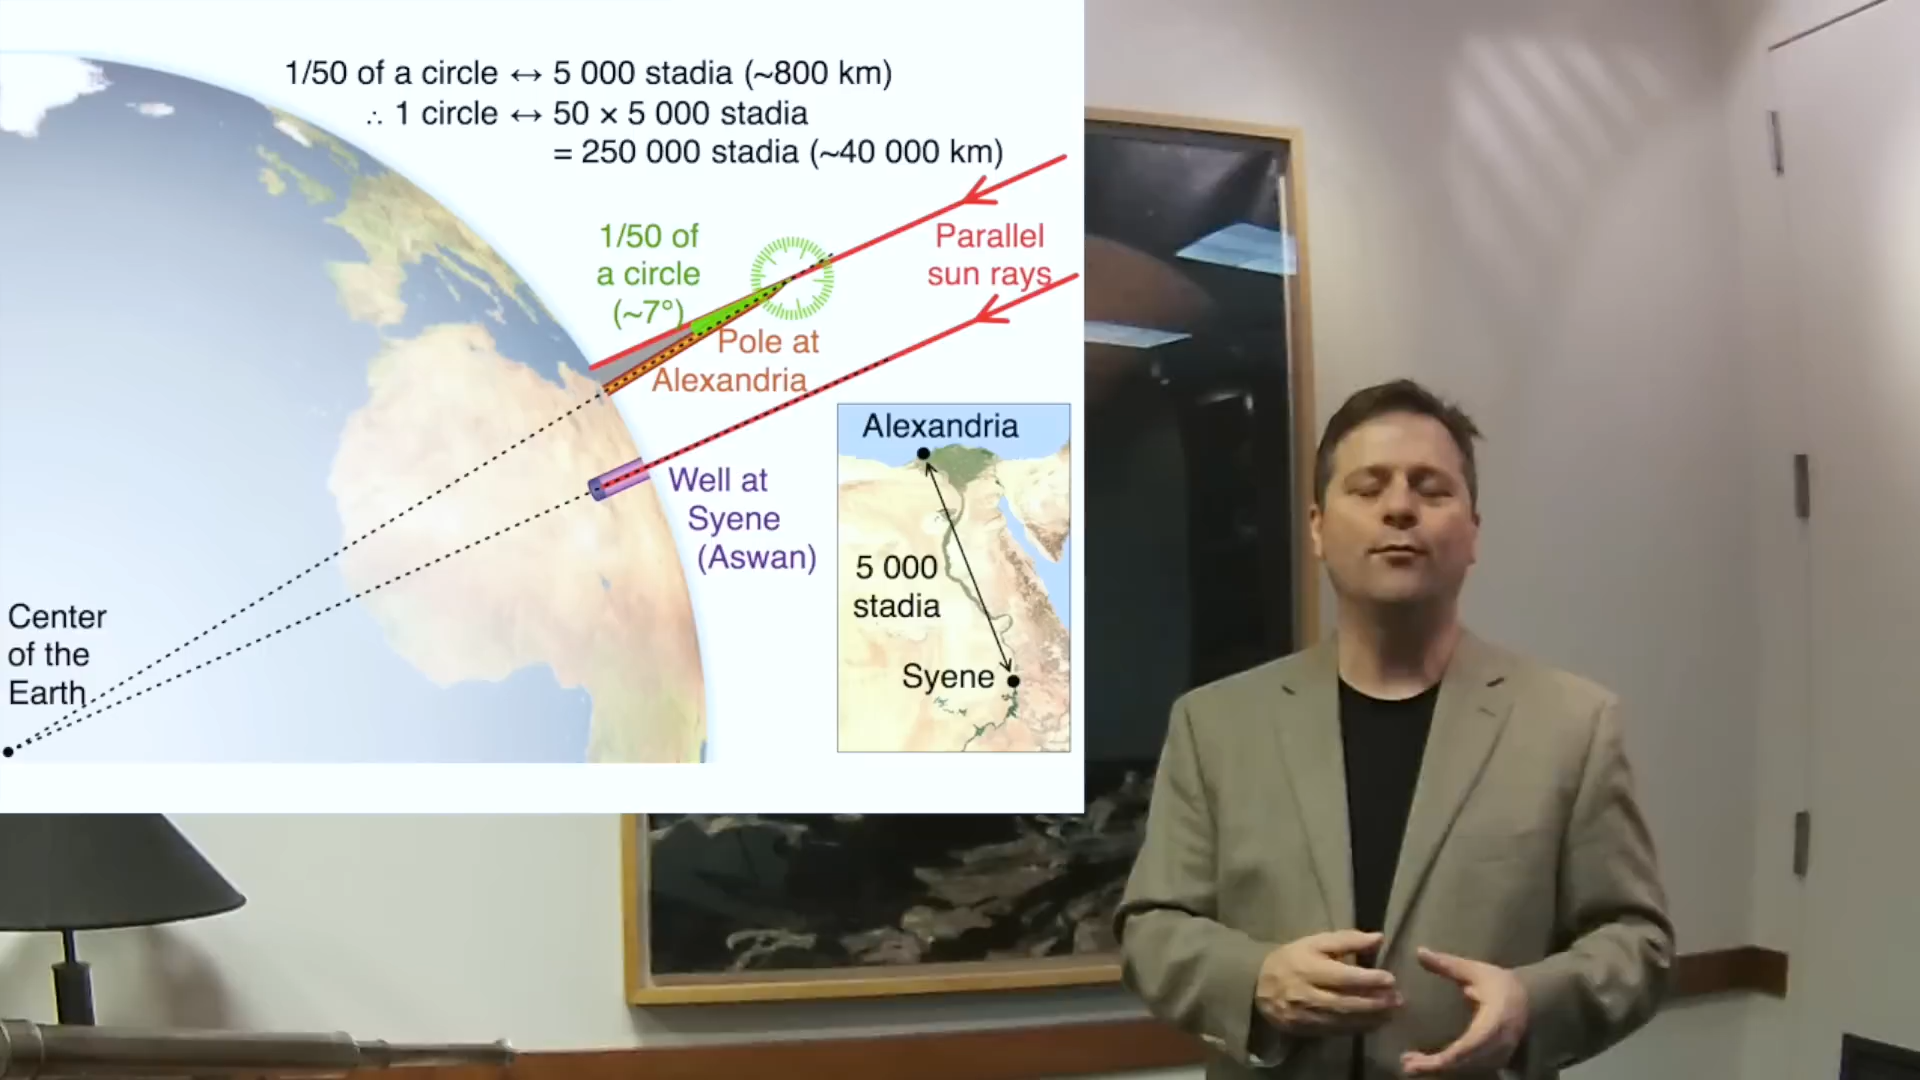 1/50 of a circle ↔ 5 000 stadia (~800 km)
∴ 1 circle ↔ 50 × 5 000 stadia
= 250 000 stadia (~40 000 km)
1/50 of
a circle
(~7°)
Parallel
sun rays
Pole at
Alexandria
Well at
Syene
(Aswan)
Center
of the
Earth
Alexandria
5 000
stadia
Syene